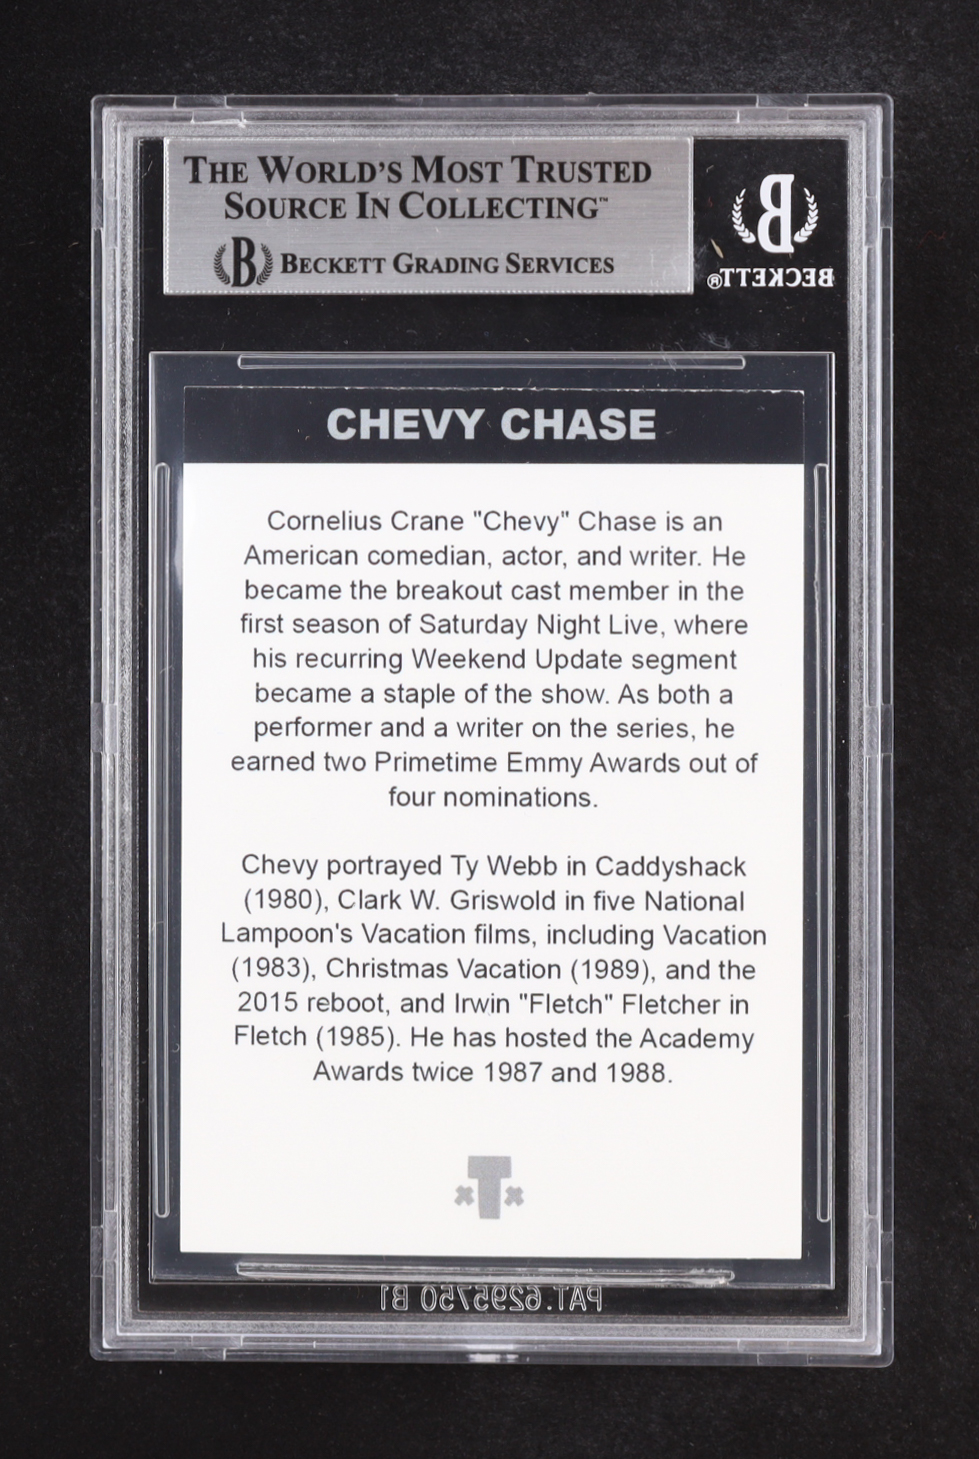 THE WORLD'S MOST TRUSTED
SOURCE IN COLLECTING™
B BECKETT GRADING SERVICES
B
BECKETT®
CHEVY CHASE
Cornelius Crane "Chevy" Chase is an
American comedian, actor, and writer. He
became the breakout cast member in the
first season of Saturday Night Live, where
his recurring Weekend Update segment
became a staple of the show. As both a
performer and a writer on the series, he
earned two Primetime Emmy Awards out of
four nominations.
Chevy portrayed Ty Webb in Caddyshack
(1980), Clark W. Griswold in five National
Lampoon's Vacation films, including Vacation
(1983), Christmas Vacation (1989), and the
2015 reboot, and Irwin "Fletch" Fletcher in
Fletch (1985). He has hosted the Academy
Awards twice 1987 and 1988.
T
PAT.6295750 B1